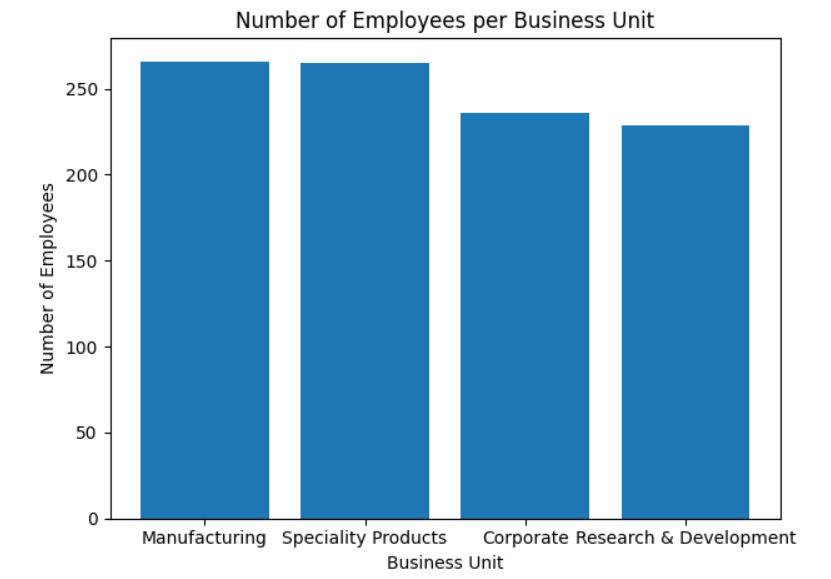 Number of Employees per Business Unit
Number of Employees
250
200
150
100
50
0
Manufacturing Speciality Products Corporate Research & Development
Business Unit